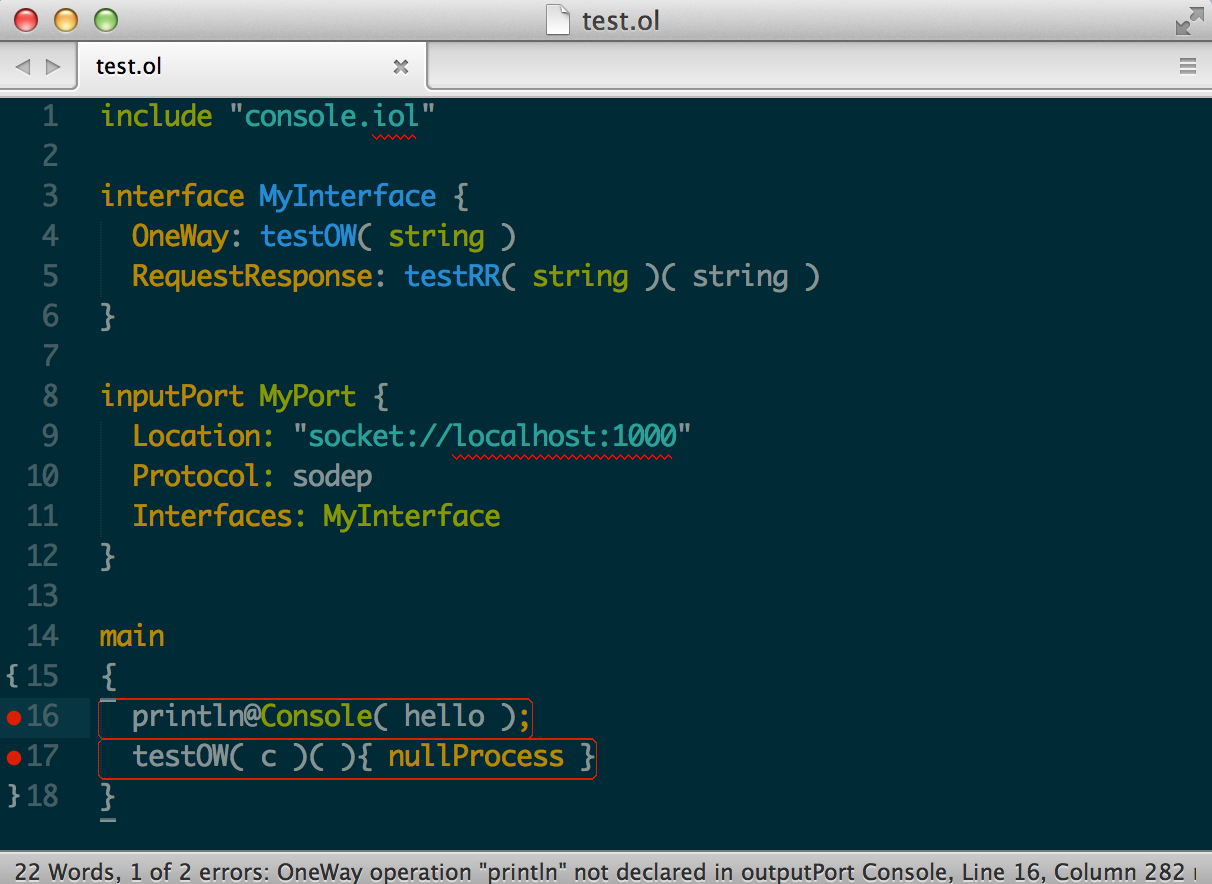 test.ol
test.ol
1 include "console.iol"
2
3 interface MyInterface {
4 OneWay: testOW( string )
5 RequestResponse: testRR( string )( string )
6 }
7
8 inputPort MyPort {
9 Location: "socket://localhost:1000"
10 Protocol: sodep
11 Interfaces: MyInterface
12 }
13
14 main
{ 15 {
16 println@Console( hello );
17 testOW( c )( ){ nullProcess }
} 18 }
22 Words, 1 of 2 errors: OneWay operation "println" not declared in outputPort Console, Line 16, Column 282